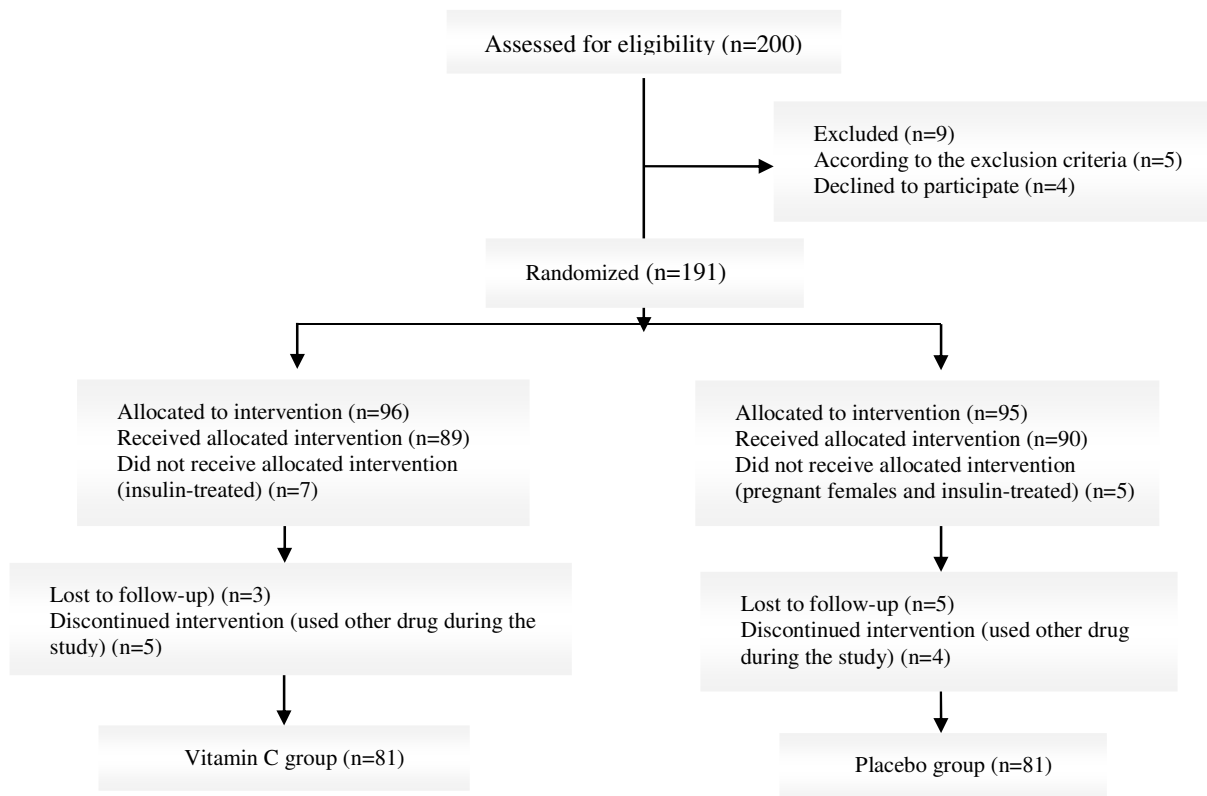 Assessed for eligibility (n=200)
Excluded (n=9)
According to the exclusion criteria (n=5)
Declined to participate (n=4)
Randomized (n=191)
Allocated to intervention (n=96)
Received allocated intervention (n=89)
Did not receive allocated intervention
(insulin-treated) (n=7)
Allocated to intervention (n=95)
Received allocated intervention (n=90)
Did not receive allocated intervention
(pregnant females and insulin-treated) (n=5)
Lost to follow-up) (n=3)
Discontinued intervention (used other drug during the
study) (n=5)
Lost to follow-up (n=5)
Discontinued intervention (used other drug
during the study) (n=4)
Vitamin C group (n=81)
Placebo group (n=81)